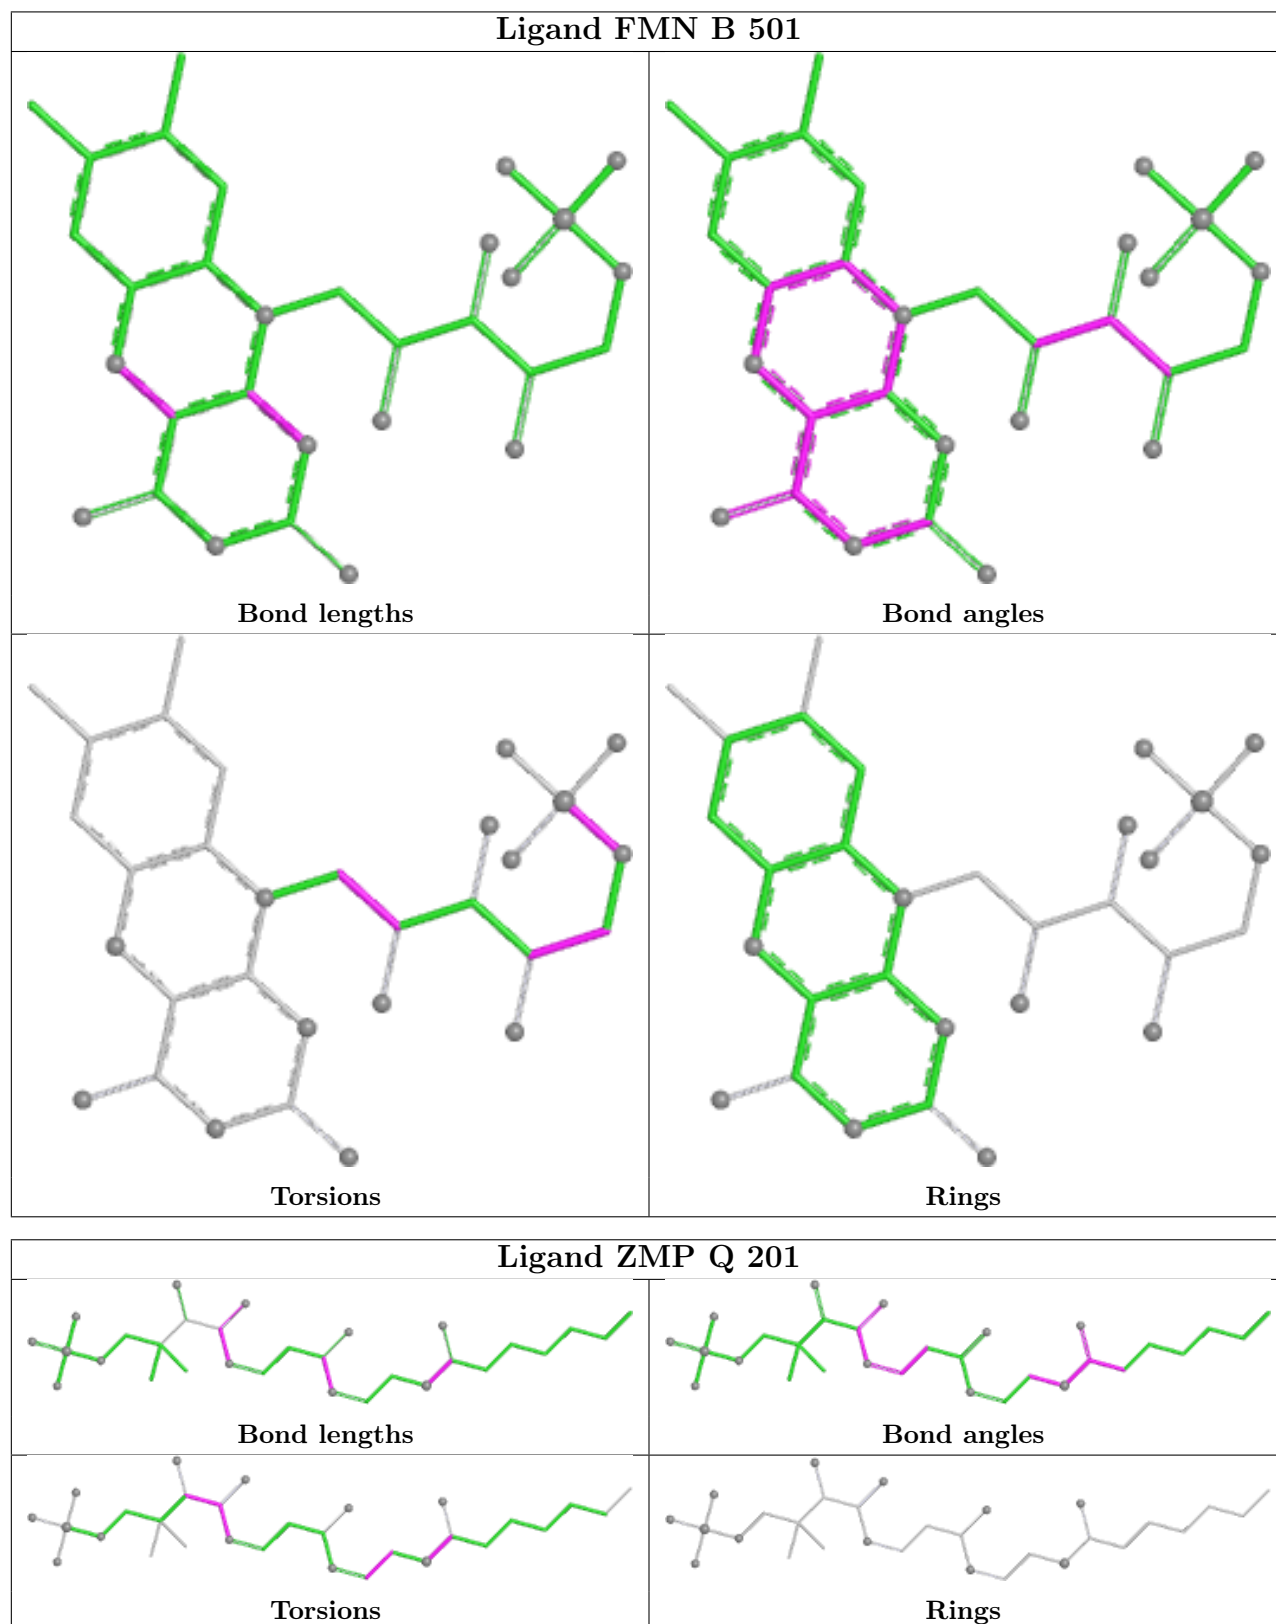 Ligand FMN B 501
Bond lengths
Bond angles
Torsions
Rings
Ligand ZMP Q 201
Bond lengths
Bond angles
Torsions
Rings